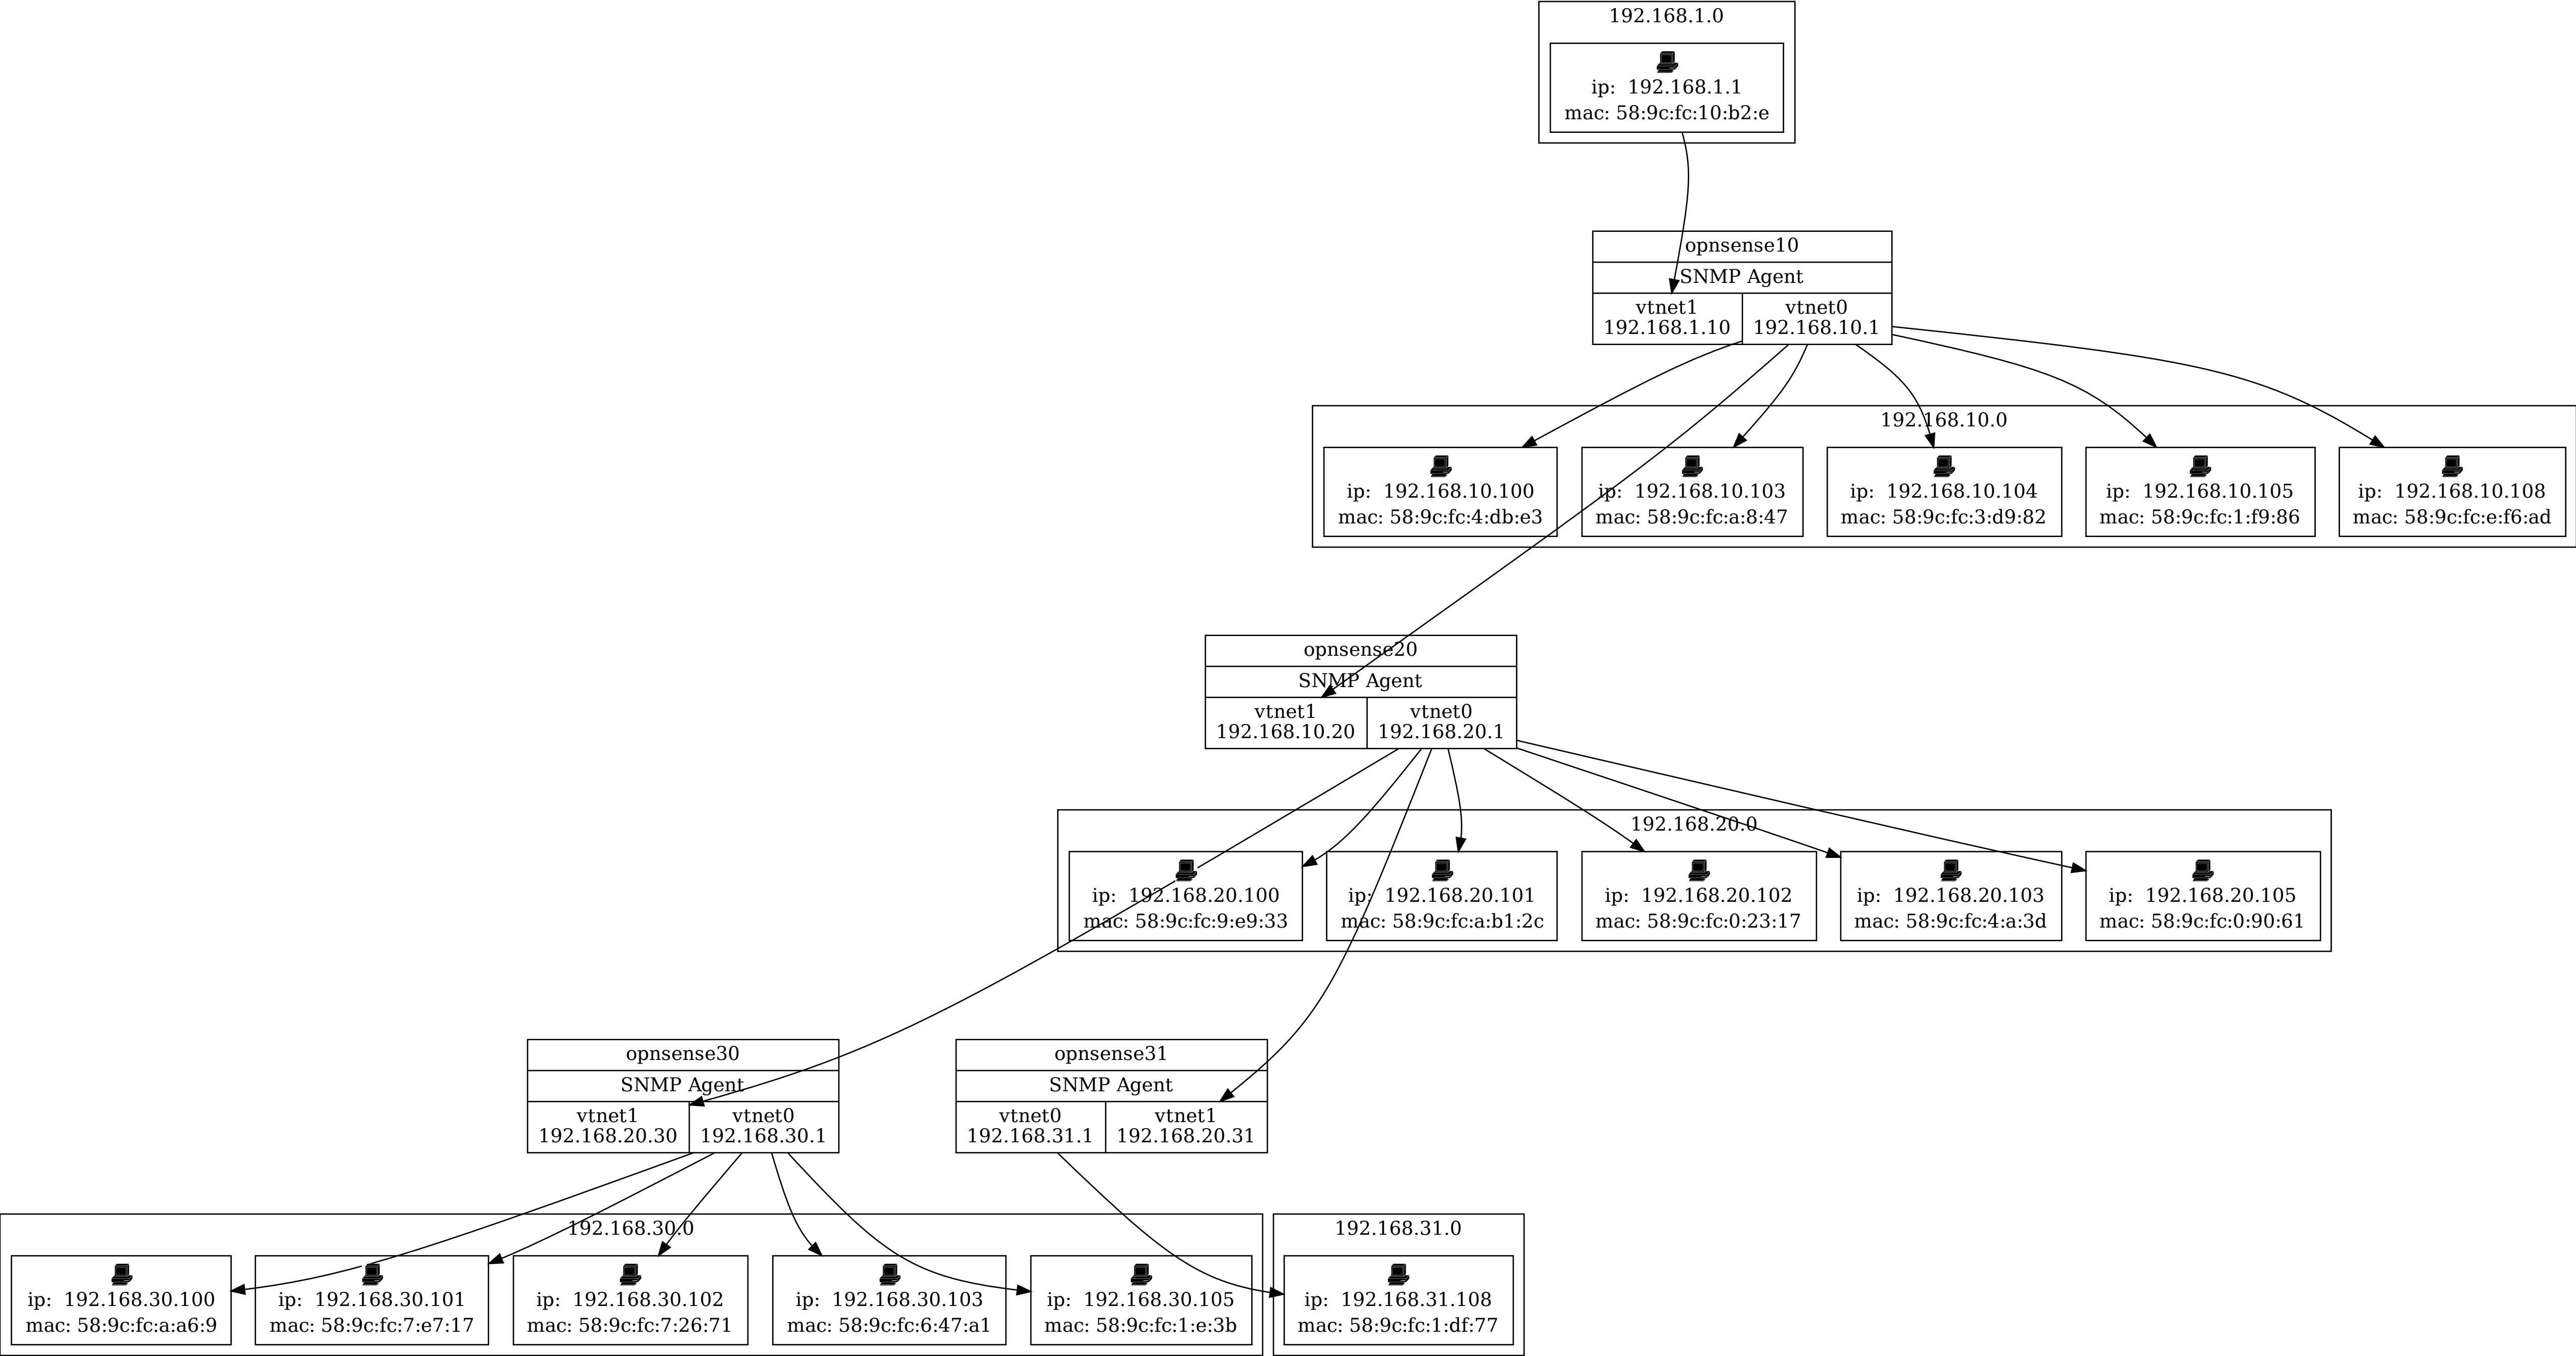 192.168.1.0
ip: 192.168.1.1
mac: 58:9c:fc:10:b2:e
opnsense10
SNMP Agent
vtnet1
192.168.1.10
vtnet0
192.168.10.1
192.168.10.0
ip: 192.168.10.100
mac: 58:9c:fc:4:db:e3
ip: 192.168.10.103
mac: 58:9c:fc:a:8:47
ip: 192.168.10.104
mac: 58:9c:fc:3:d9:82
ip: 192.168.10.105
mac: 58:9c:fc:1:f9:86
ip: 192.168.10.108
mac: 58:9c:fc:e:f6:ad
opnsense20
SNMP Agent
vtnet1
192.168.10.20
vtnet0
192.168.20.1
192.168.20.0
ip: 192.168.20.100
mac: 58:9c:fc:9:e9:33
ip: 192.168.20.101
mac: 58:9c:fc:a:b1:2c
ip: 192.168.20.102
mac: 58:9c:fc:0:23:17
ip: 192.168.20.103
mac: 58:9c:fc:4:a:3d
ip: 192.168.20.105
mac: 58:9c:fc:0:90:61
opnsense30
SNMP Agent
vtnet1
192.168.20.30
vtnet0
192.168.30.1
opnsense31
SNMP Agent
vtnet0
192.168.31.1
vtnet1
192.168.20.31
192.168.30.0
ip: 192.168.30.100
mac: 58:9c:fc:a:a6:9
ip: 192.168.30.101
mac: 58:9c:fc:7:e7:17
ip: 192.168.30.102
mac: 58:9c:fc:7:26:71
ip: 192.168.30.103
mac: 58:9c:fc:6:47:a1
ip: 192.168.30.105
mac: 58:9c:fc:1:e:3b
192.168.31.0
ip: 192.168.31.108
mac: 58:9c:fc:1:df:77